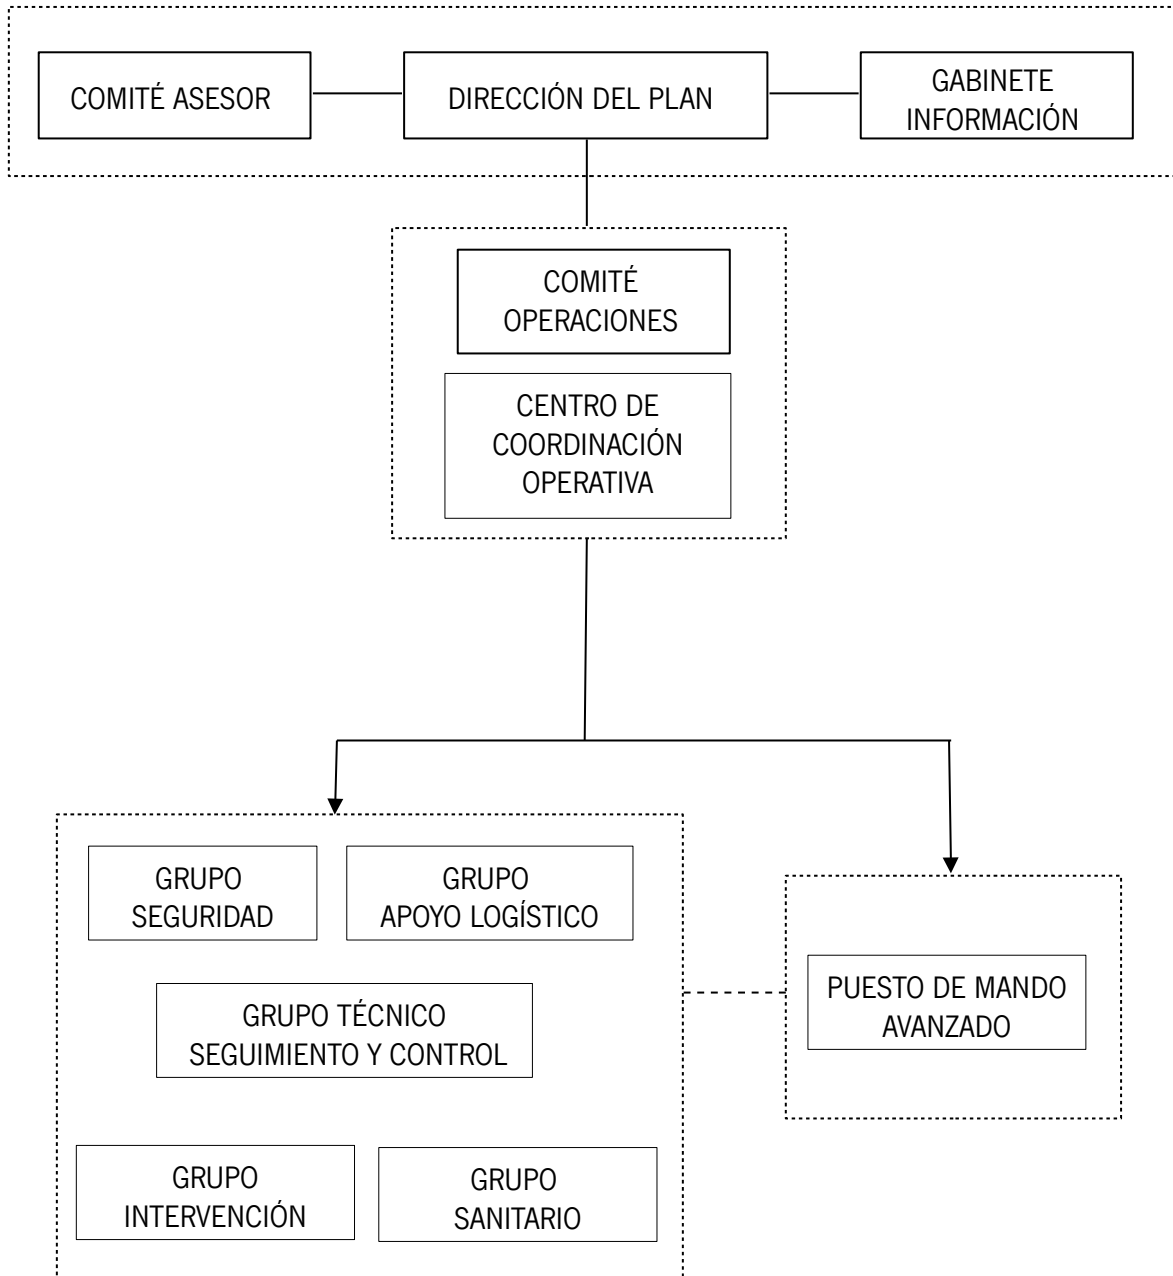 COMITÉ ASESOR
DIRECCIÓN DEL PLAN
GABINETE
INFORMACIÓN
COMITÉ
OPERACIONES
CENTRO DE
COORDINACIÓN
OPERATIVA
GRUPO
SEGURIDAD
GRUPO
APOYO LOGÍSTICO
GRUPO TÉCNICO
SEGUIMIENTO Y CONTROL
PUESTO DE MANDO
AVANZADO
GRUPO
INTERVENCIÓN
GRUPO
SANITARIO